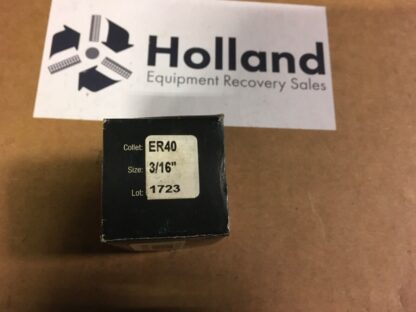 Holland
Equipment Recovery Sales
Collet: ER40
Size: 3/16"
Lot: 1723